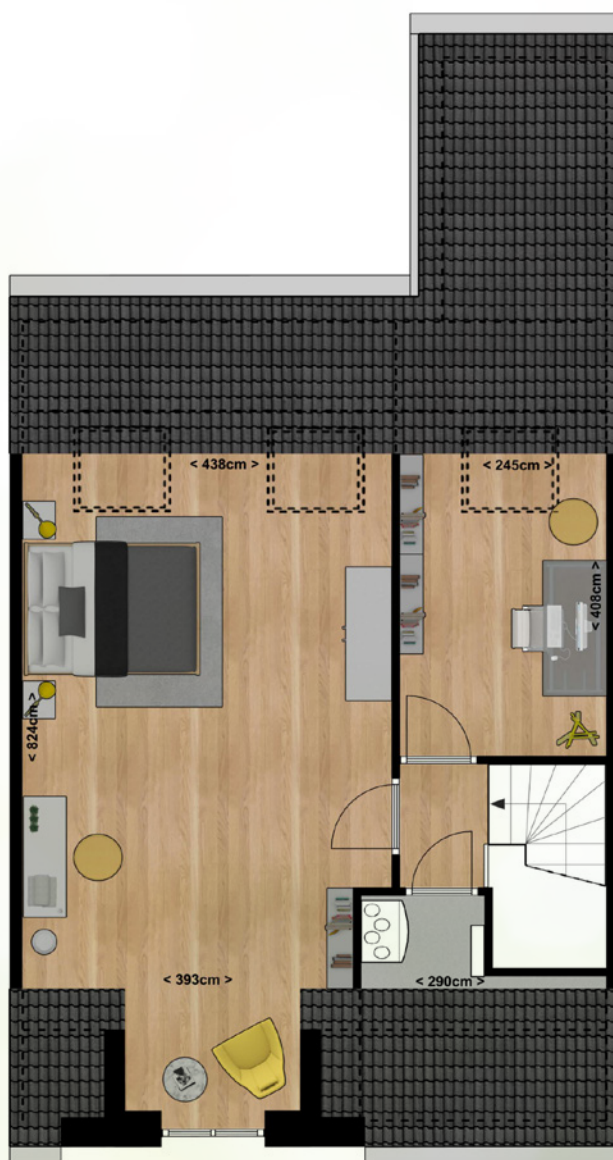 < 438cm >
< 245cm >
< 408cm >
< 824cm >
< 393cm >
< 290cm >